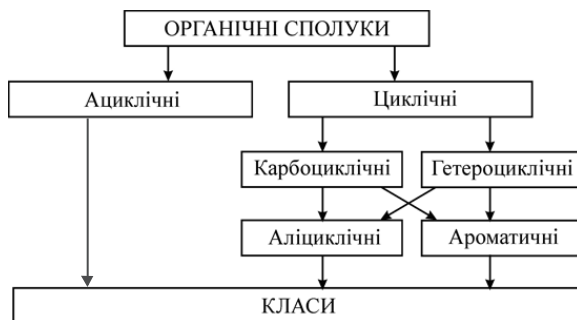 ОРГАНІЧНІ СПОЛУКИ
Ациклічні
Циклічні
Карбоциклічні
Гетероциклічні
Аліциклічні
Ароматичні
КЛАСИ